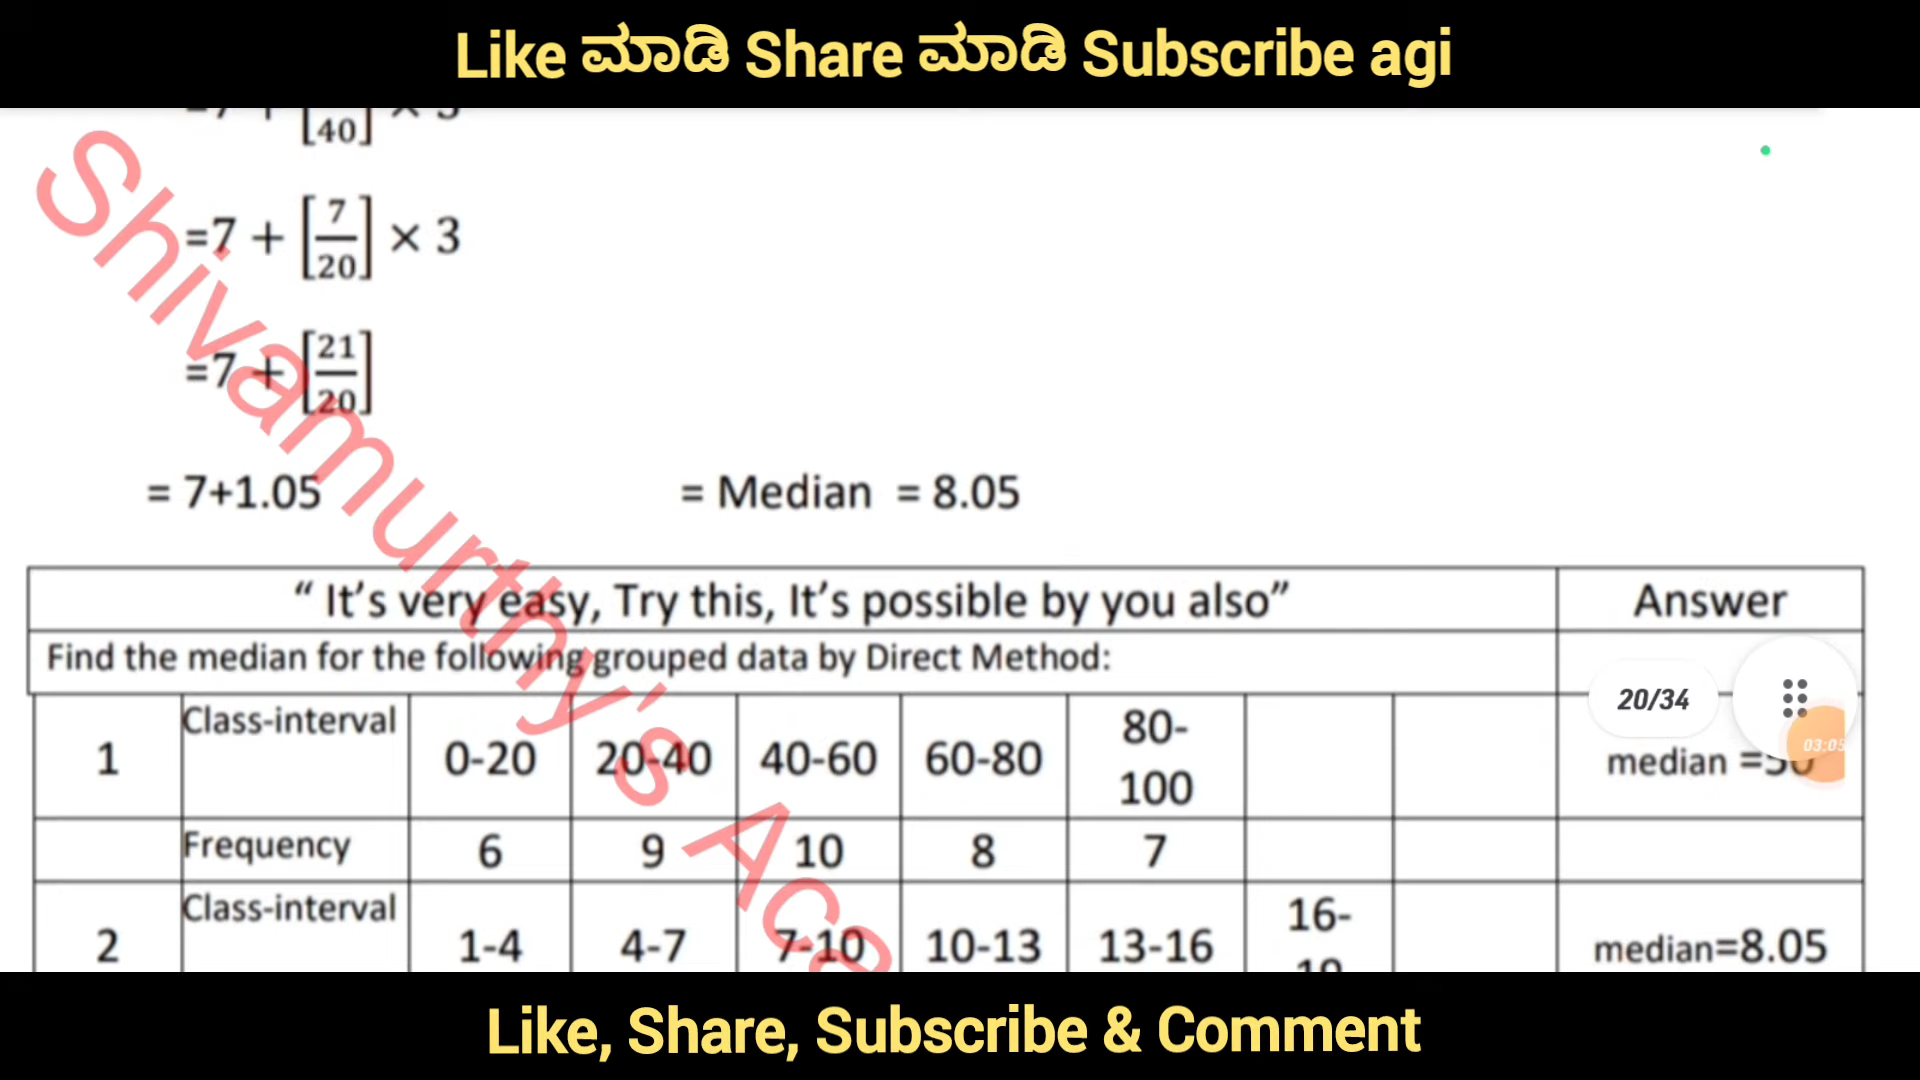 Like ಮಾಡಿ Share ಮಾಡಿ Subscribe agi
40
=7 + [7/20] × 3
=7 + [21/20]
= 7+1.05 = Median = 8.05
“ It’s very easy, Try this, It’s possible by you also” Answer
Find the median for the following grouped data by Direct Method:
20/34
1 Class-interval 0-20 20-40 40-60 60-80 80-100 median =
03:05
Frequency 6 9 10 8 7
2 Class-interval 1-4 4-7 7-10 10-13 13-16 16- median=8.05
Shivamurthy's
Like, Share, Subscribe & Comment